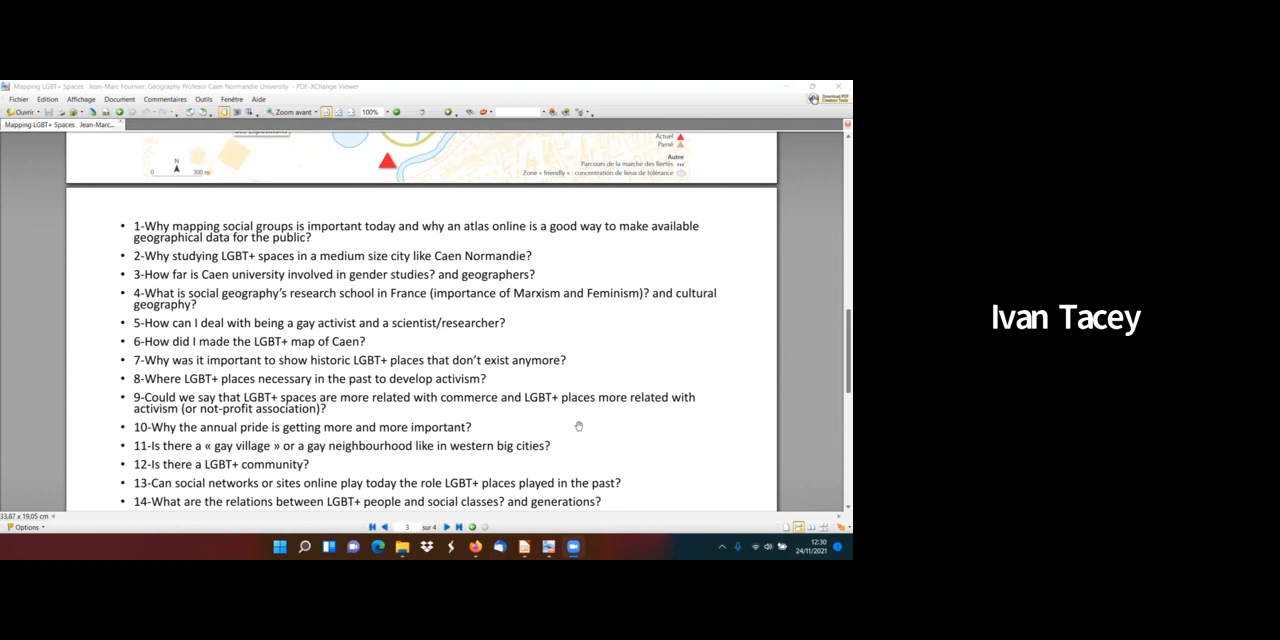 Mapping LGBT+ Spaces Jean-Marc Fournier, Geography Profesor Caen Normandie University - PDF-XChange Viewer
Fichier Edition Affichage Document Commentaires Outils Fenêtre Aide
Download PDF
Creation Tools
Ouvrir Zoom avant 100%
Mapping LGBT+ Spaces Jean-Marc...
Actuel
Passé
Autre
Parcours de la marche des fiertés
Zone « friendly » : concentration de lieux de tolérance
N
0 300 m
• 1-Why mapping social groups is important today and why an atlas online is a good way to make available
geographical data for the public?
• 2-Why studying LGBT+ spaces in a medium size city like Caen Normandie?
• 3-How far is Caen university involved in gender studies? and geographers?
• 4-What is social geography's research school in France (importance of Marxism and Feminism)? and cultural
geography?
• 5-How can I deal with being a gay activist and a scientist/researcher?
• 6-How did I made the LGBT+ map of Caen?
• 7-Why was it important to show historic LGBT+ places that don't exist anymore?
• 8-Where LGBT+ places necessary in the past to develop activism?
• 9-Could we say that LGBT+ spaces are more related with commerce and LGBT+ places more related with
activism (or not-profit association)?
• 10-Why the annual pride is getting more and more important?
• 11-Is there a « gay village » or a gay neighbourhood like in western big cities?
• 12-Is there a LGBT+ community?
• 13-Can social networks or sites online play today the role LGBT+ places played in the past?
• 14-What are the relations between LGBT+ people and social classes? and generations?
33,87 x 19,05 cm
Options 3 sur 4
12:30
24/11/2021
Ivan Tacey